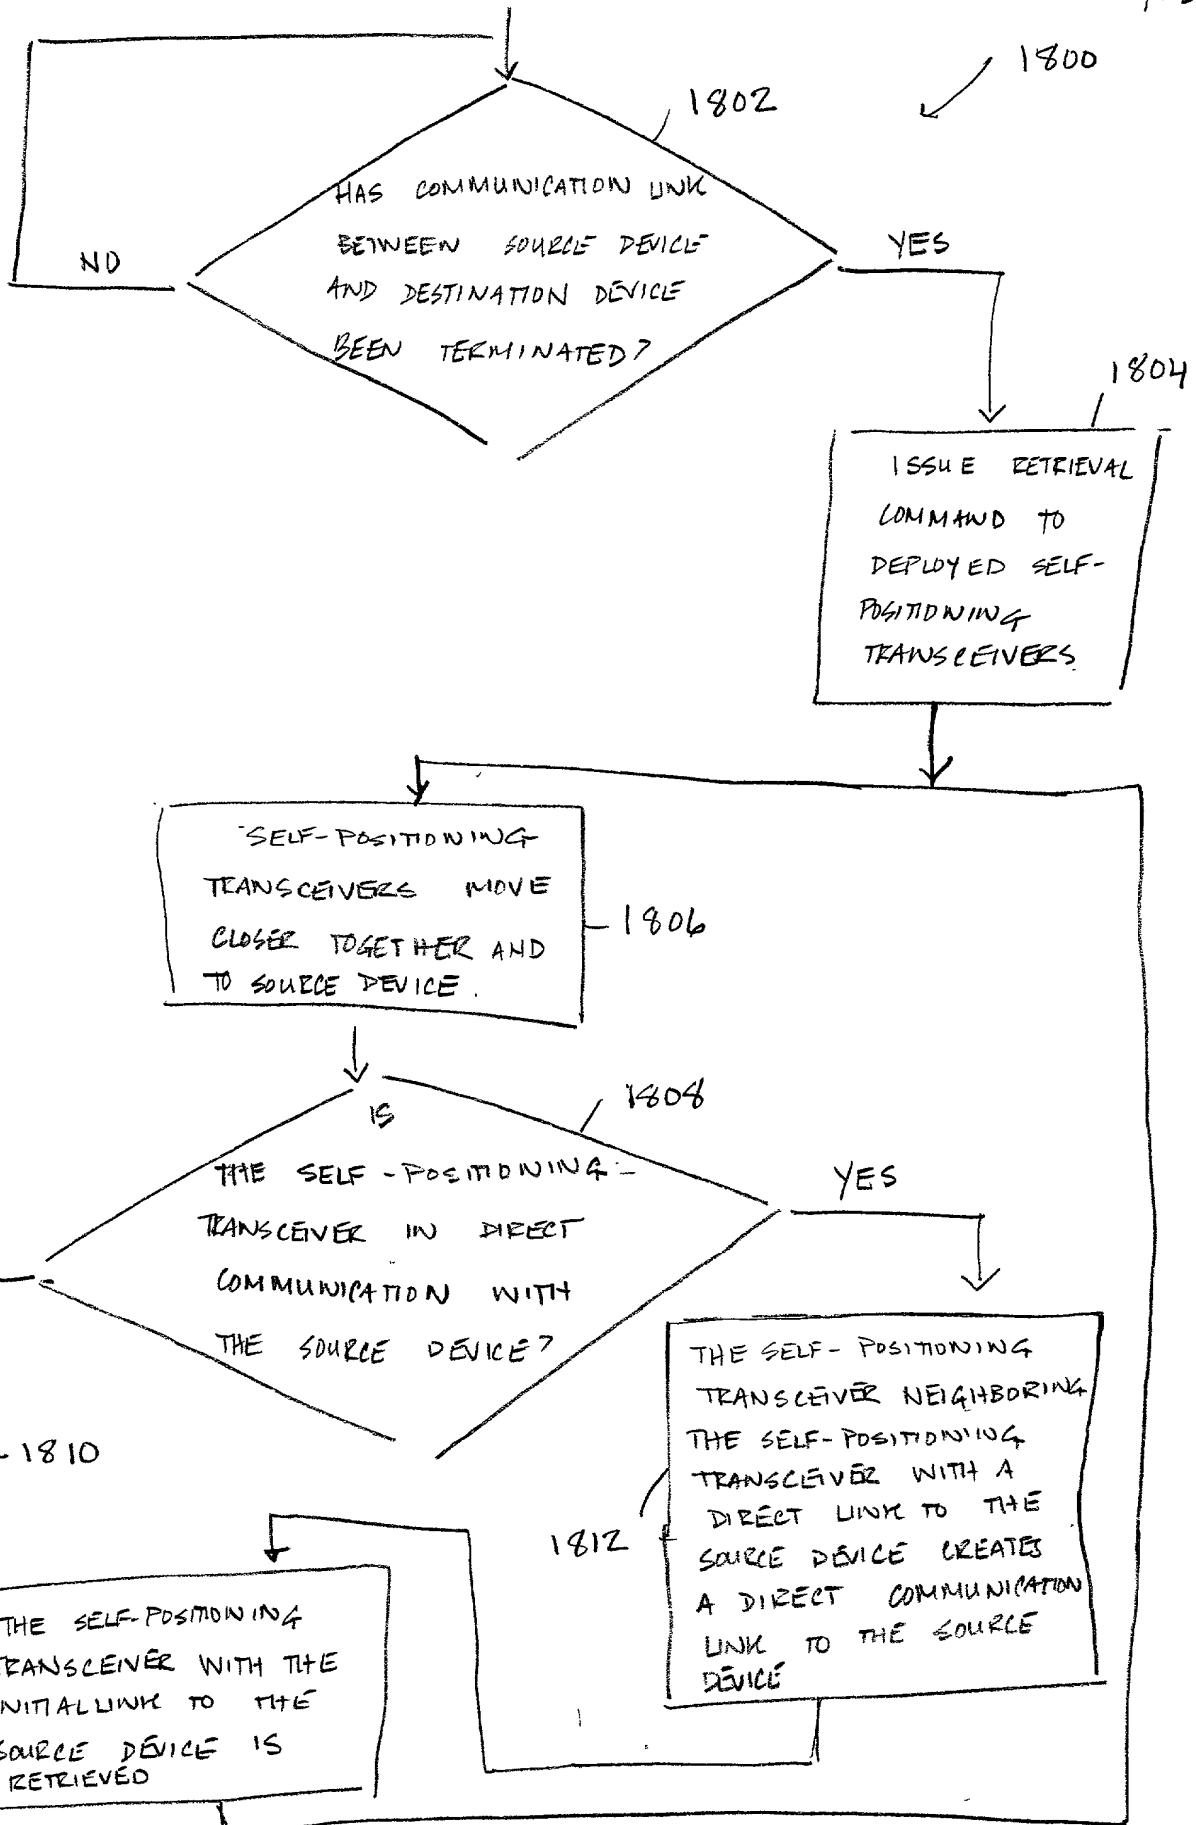 1800
1802
HAS COMMUNICATION LINK
BETWEEN SOURCE DEVICE
AND DESTINATION DEVICE
BEEN TERMINATED?
NO
YES
1804
ISSUE RETRIEVAL
COMMAND TO
DEPLOYED SELF-
POSITIONING
TRANSCEIVERS
SELF-POSITIONING
TRANSCEIVERS MOVE
CLOSER TOGETHER AND
TO SOURCE DEVICE.
1806
1808
IS
THE SELF-POSITIONING
TRANSCEIVER IN DIRECT
COMMUNICATION WITH
THE SOURCE DEVICE?
YES
1810
THE SELF-POSITIONING
TRANSCEIVER NEIGHBORING
THE SELF-POSITIONING
TRANSCEIVER WITH A
DIRECT LINK TO THE
SOURCE DEVICE CREATES
A DIRECT COMMUNICATION
LINK TO THE SOURCE
DEVICE
1812
THE SELF-POSITIONING
RANSCEIVER WITH THE
NITIAL LINK TO THE
SOURCE DEVICE IS
RETRIEVED